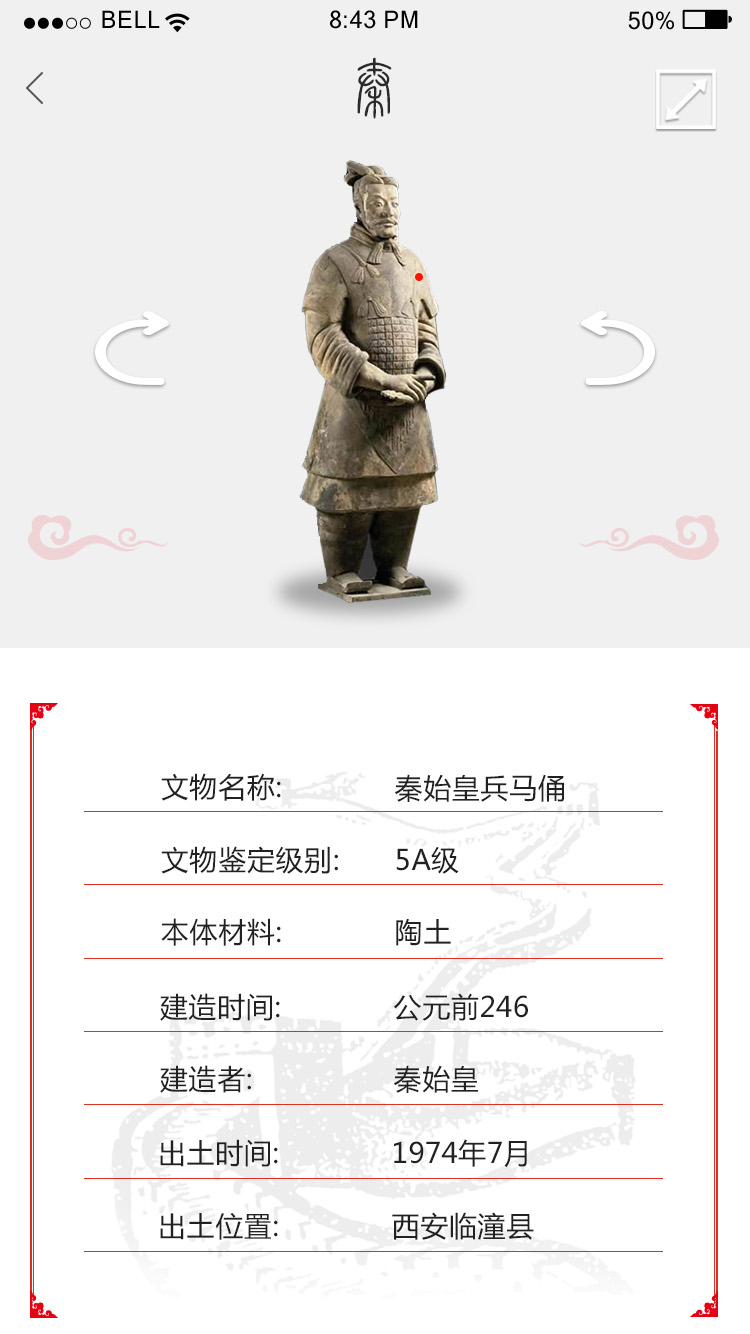 BELL 8:43 PM 50%
秦
文物名称: 秦始皇兵马俑
文物鉴定级别: 5A级
本体材料: 陶土
建造时间: 公元前246
建造者: 秦始皇
出土时间: 1974年7月
出土位置: 西安临潼县